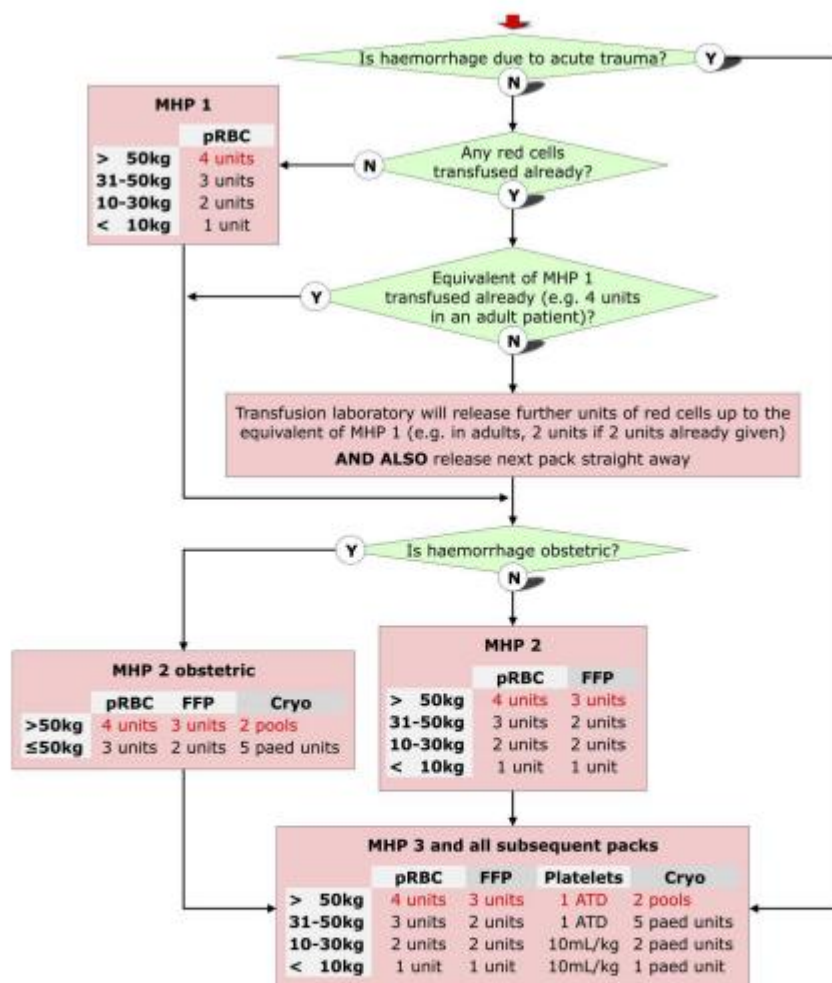 Is haemorrhage due to acute trauma?
Y
N
MHP 1
pRBC
> 50kg 4 units
31-50kg 3 units
10-30kg 2 units
< 10kg 1 unit
N
Any red cells
transfused already?
Y
Equivalent of MHP 1
transfused already (e.g. 4 units
in an adult patient)?
Y
N
Transfusion laboratory will release further units of red cells up to the
equivalent of MHP 1 (e.g. in adults, 2 units if 2 units already given)
AND ALSO release next pack straight away
Y
Is haemorrhage obstetric?
N
MHP 2 obstetric
pRBC FFP Cryo
>50kg 4 units 3 units 2 pools
≤50kg 3 units 2 units 5 paed units
MHP 2
pRBC FFP
> 50kg 4 units 3 units
31-50kg 3 units 2 units
10-30kg 2 units 2 units
< 10kg 1 unit 1 unit
MHP 3 and all subsequent packs
pRBC FFP Platelets Cryo
> 50kg 4 units 3 units 1 ATD 2 pools
31-50kg 3 units 2 units 1 ATD 5 paed units
10-30kg 2 units 2 units 10mL/kg 2 paed units
< 10kg 1 unit 1 unit 10mL/kg 1 paed unit